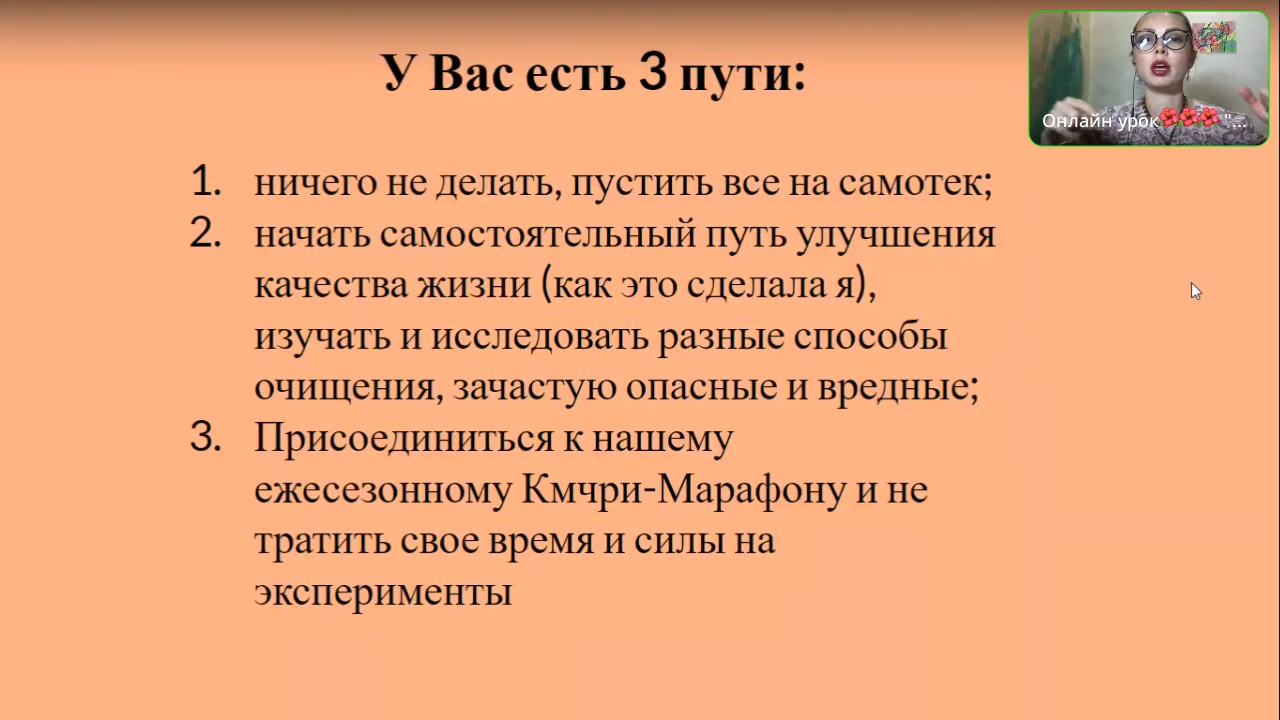 У Вас есть 3 пути:
1. ничего не делать, пустить все на самотек;
2. начать самостоятельный путь улучшения
качества жизни (как это сделала я),
изучать и исследовать разные способы
очищения, зачастую опасные и вредные;
3. Присоединиться к нашему
ежесезонному Кмчри-Марафону и не
тратить свое время и силы на
эксперименты
Онлайн урок🌺🌺🌺 "...